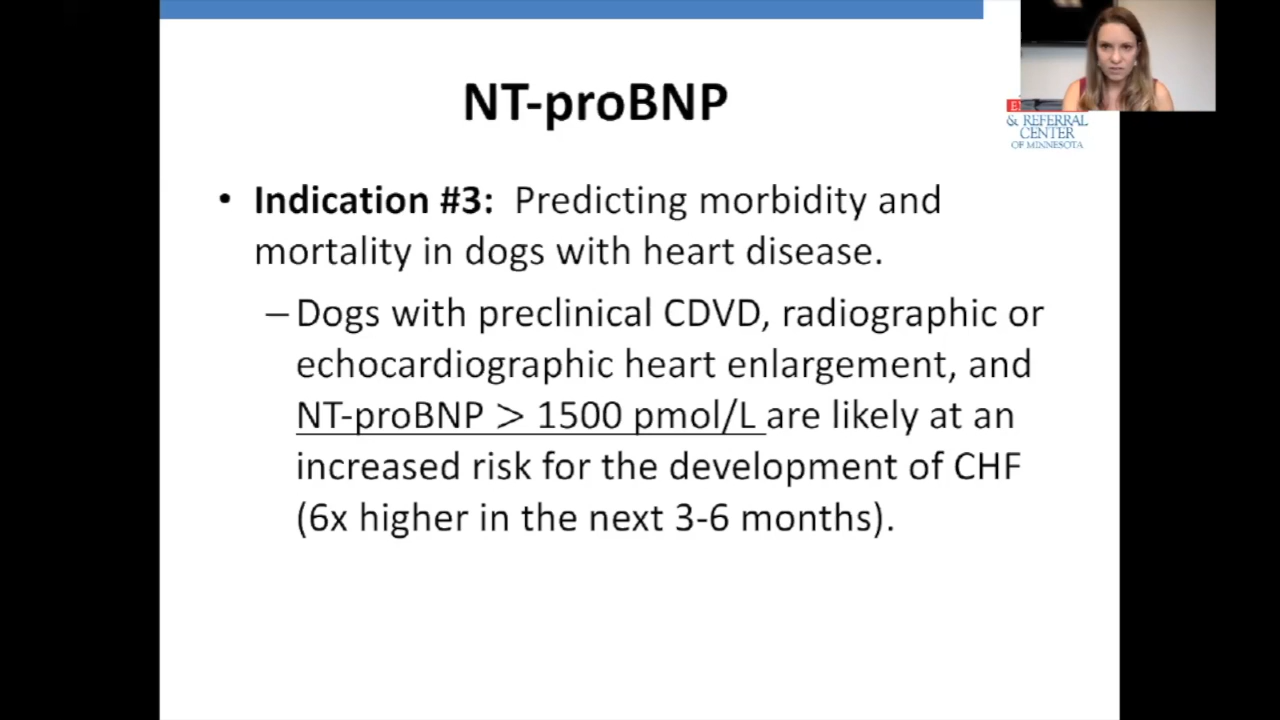 NT-proBNP
& REFERRAL
CENTER
OF MINNESOTA
• Indication #3: Predicting morbidity and
mortality in dogs with heart disease.
– Dogs with preclinical CDVD, radiographic or
echocardiographic heart enlargement, and
NT-proBNP > 1500 pmol/L are likely at an
increased risk for the development of CHF
(6x higher in the next 3-6 months).